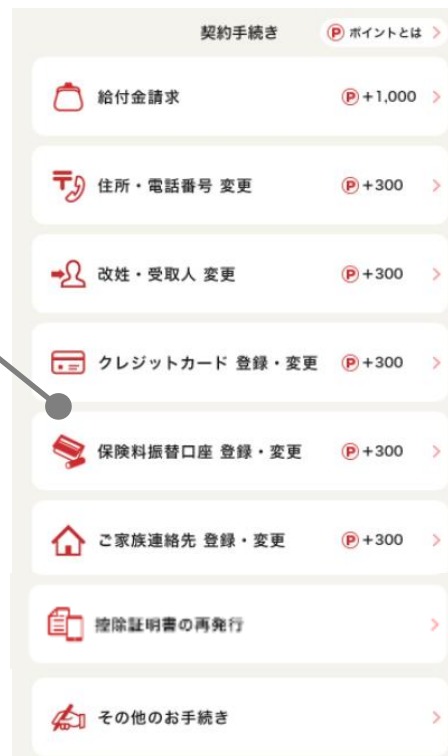 契約手続き
Ⓟ ポイントとは >
給付金請求 Ⓟ+1,000 >
住所・電話番号 変更 Ⓟ+300 >
改姓・受取人 変更 Ⓟ+300 >
クレジットカード 登録・変更 Ⓟ+300 >
保険料振替口座 登録・変更 Ⓟ+300 >
ご家族連絡先 登録・変更 Ⓟ+300 >
控除証明書の再発行 >
その他のお手続き >